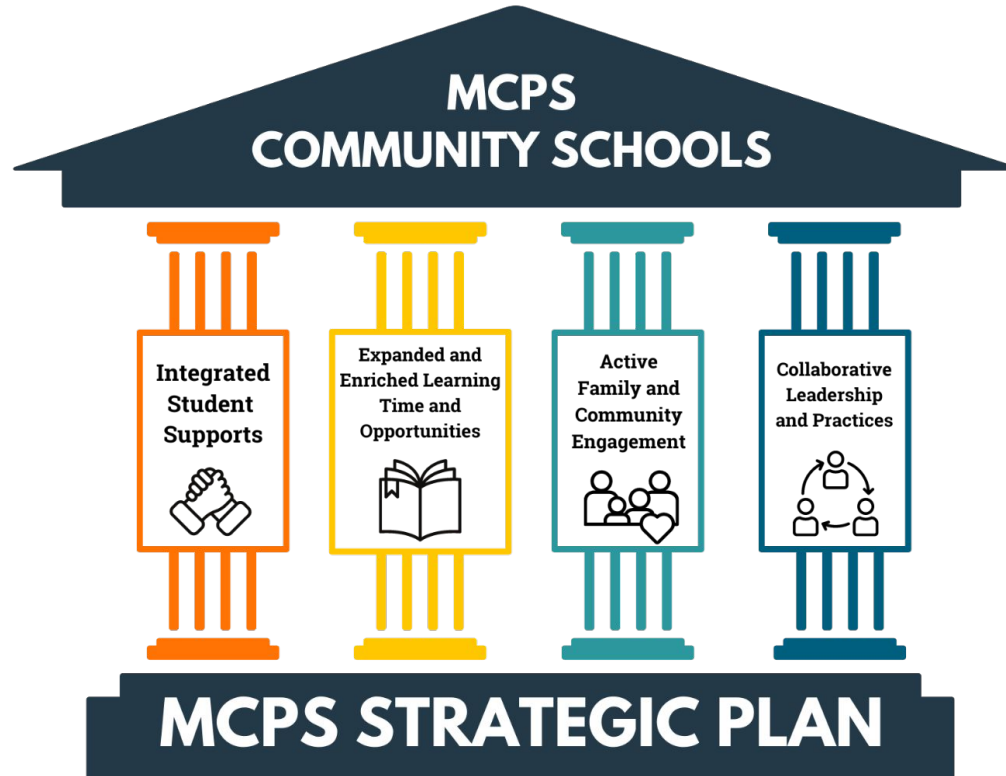 MCPS
COMMUNITY SCHOOLS
Integrated
Student
Supports
Expanded and
Enriched Learning
Time and
Opportunities
Active
Family and
Community
Engagement
Collaborative
Leadership
and Practices
MCPS STRATEGIC PLAN